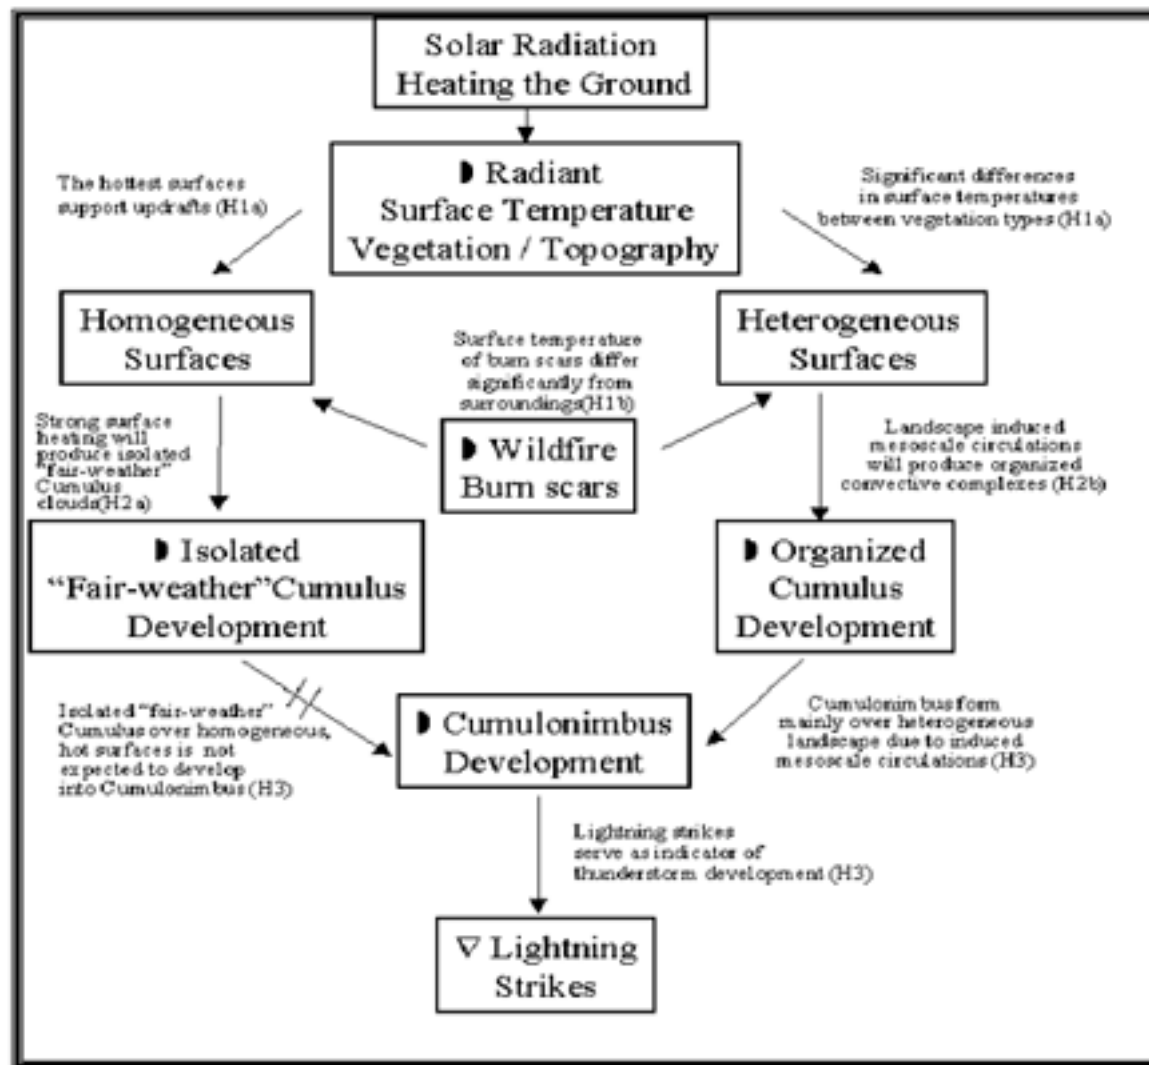 Solar Radiation
Heating the Ground
◗ Radiant
Surface Temperature
Vegetation / Topography
The hottest surfaces
support updrafts (H1a)
Significant differences
in surface temperatures
between vegetation types (H1a)
Homogeneous
Surfaces
Heterogeneous
Surfaces
Surface temperature
of burn scars differ
significantly from
surroundings(H1b)
◗ Wildfire
Burn scars
Strong surface
heating will
produce isolated
"fair-weather"
Cumulus
clouds(H2a)
Landscape induced
mesoscale circulations
will produce organized
convective complexes (H2b)
◗ Isolated
“Fair-weather”Cumulus
Development
◗ Organized
Cumulus
Development
Isolated "fair-weather"
Cumulus over homogeneous,
hot surfaces is not
expected to develop
into Cumulonimbus (H3)
◗ Cumulonimbus
Development
Cumulonimbus form
mainly over heterogeneous
landscape due to induced
mesoscale circulations (H3)
Lightning strikes
serve as indicator of
thunderstorm development (H3)
▽ Lightning
Strikes